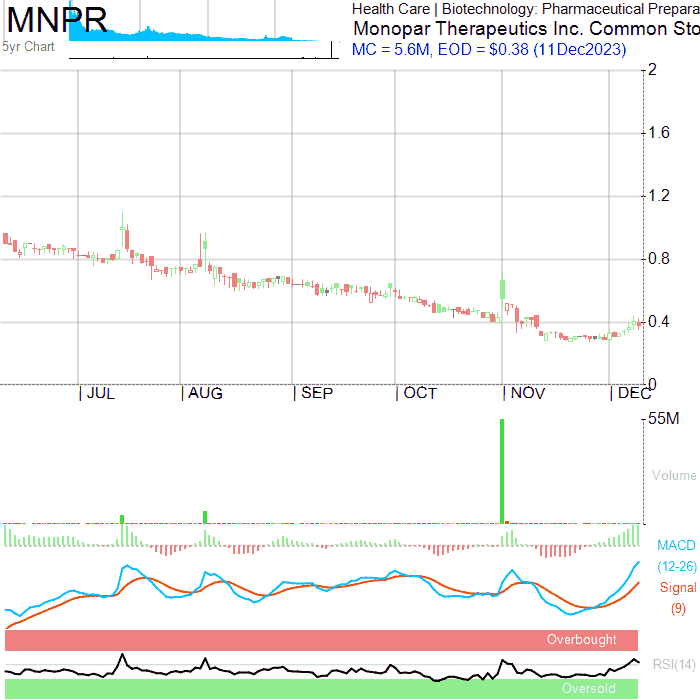 MNPR
5yr Chart
Health Care | Biotechnology: Pharmaceutical Prepara
Monopar Therapeutics Inc. Common Sto
MC = 5.6M, EOD = $0.38 (11Dec2023)
2
1.6
1.2
0.8
0.4
0
| JUL | AUG | SEP | OCT | NOV | DEC
55M
Volume
MACD
(12-26)
Signal
(9)
Overbought
RSI(14)
Oversold